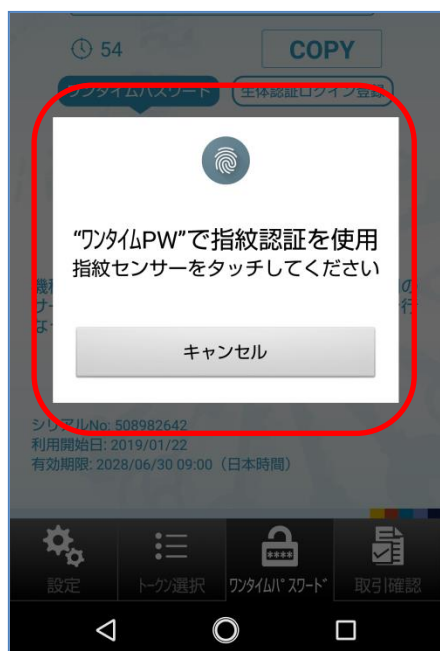 54
COPY
ワンタイムパスワード
生体認証ログイン登録
"ワンタイムPW"で指紋認証を使用
指紋センサーをタッチしてください
キャンセル
シリアルNo: 508982642
利用開始日: 2019/01/22
有効期限: 2028/06/30 09:00（日本時間）
****
設定
トークン選択
ワンタイムパスワード
取引確認